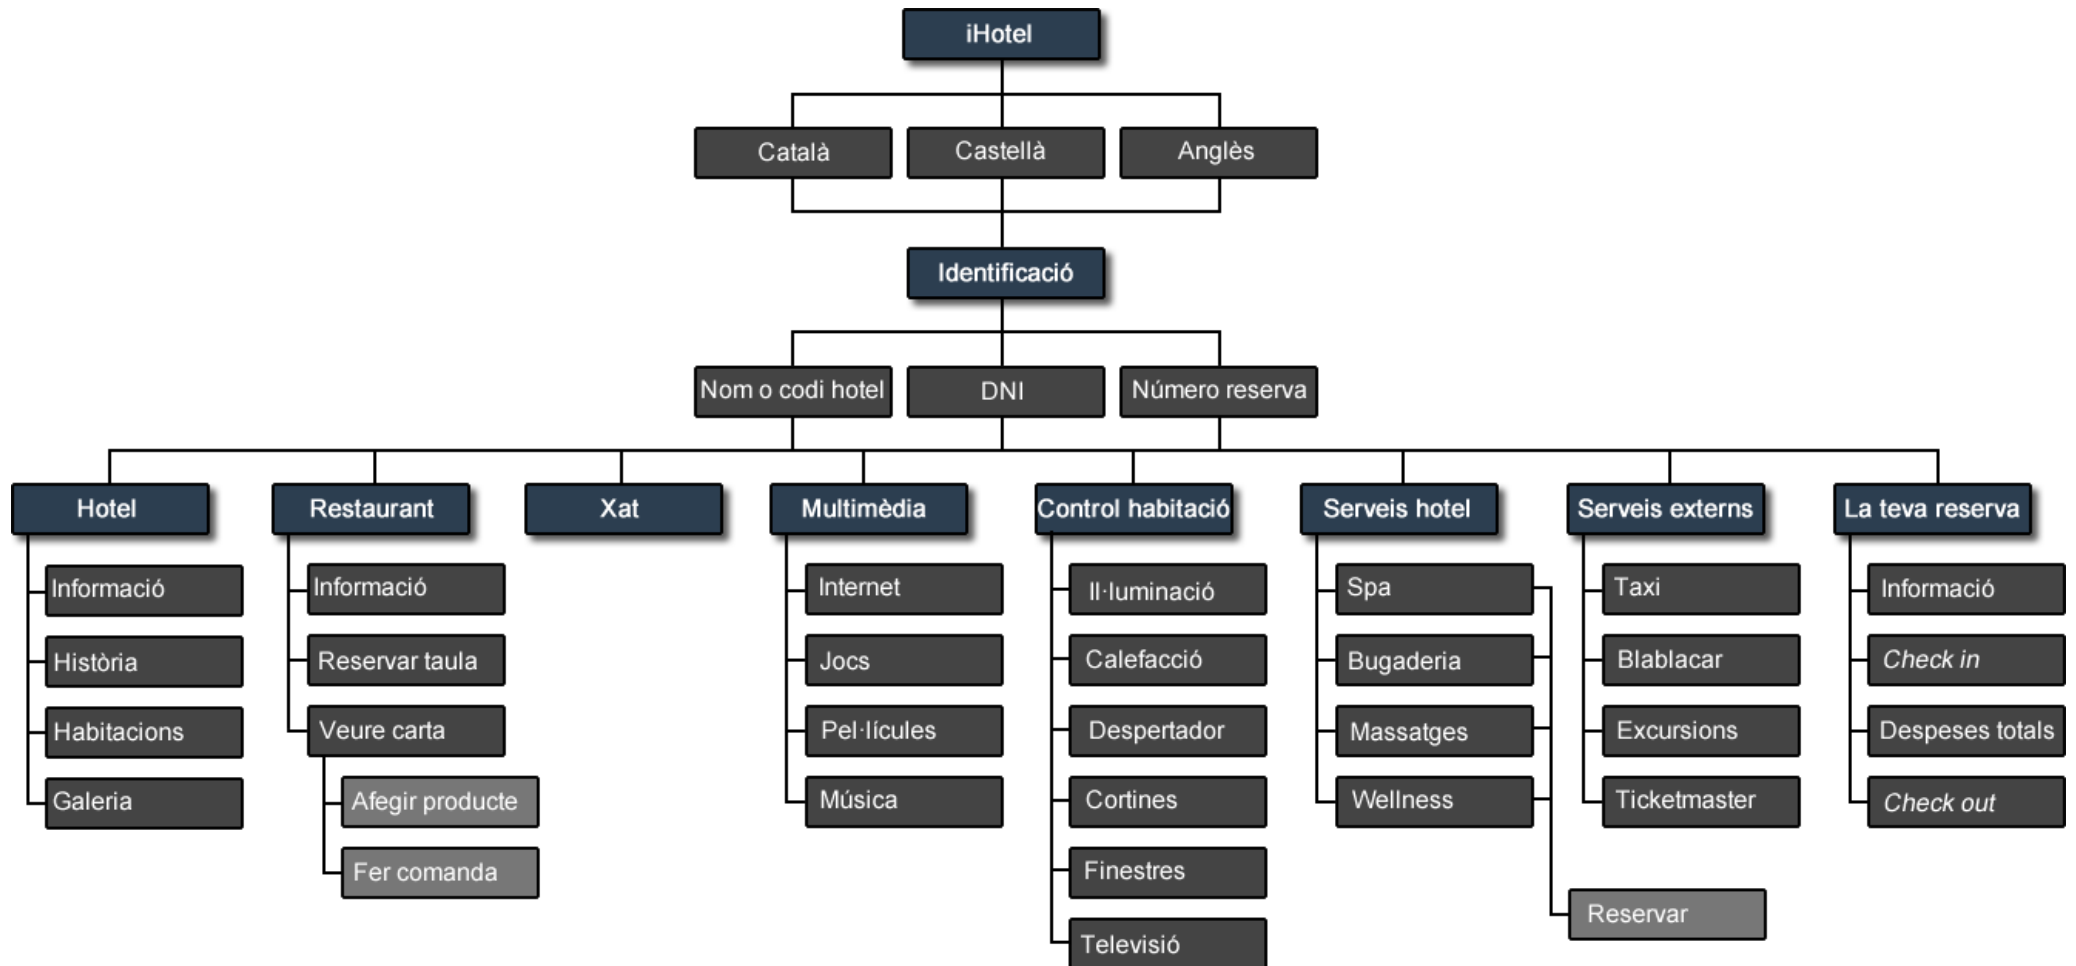 iHotel
Català
Castellà
Anglès
Identificació
Nom o codi hotel
DNI
Número reserva
Hotel
Informació
Història
Habitacions
Galeria
Restaurant
Informació
Reservar taula
Veure carta
Afegir producte
Fer comanda
Xat
Multimèdia
Internet
Jocs
Pel·lícules
Música
Control habitació
Il·luminació
Calefacció
Despertador
Cortines
Finestres
Televisió
Serveis hotel
Spa
Bugaderia
Massatges
Wellness
Reservar
Serveis externs
Taxi
Blablacar
Excursions
Ticketmaster
La teva reserva
Informació
Check in
Despeses totals
Check out